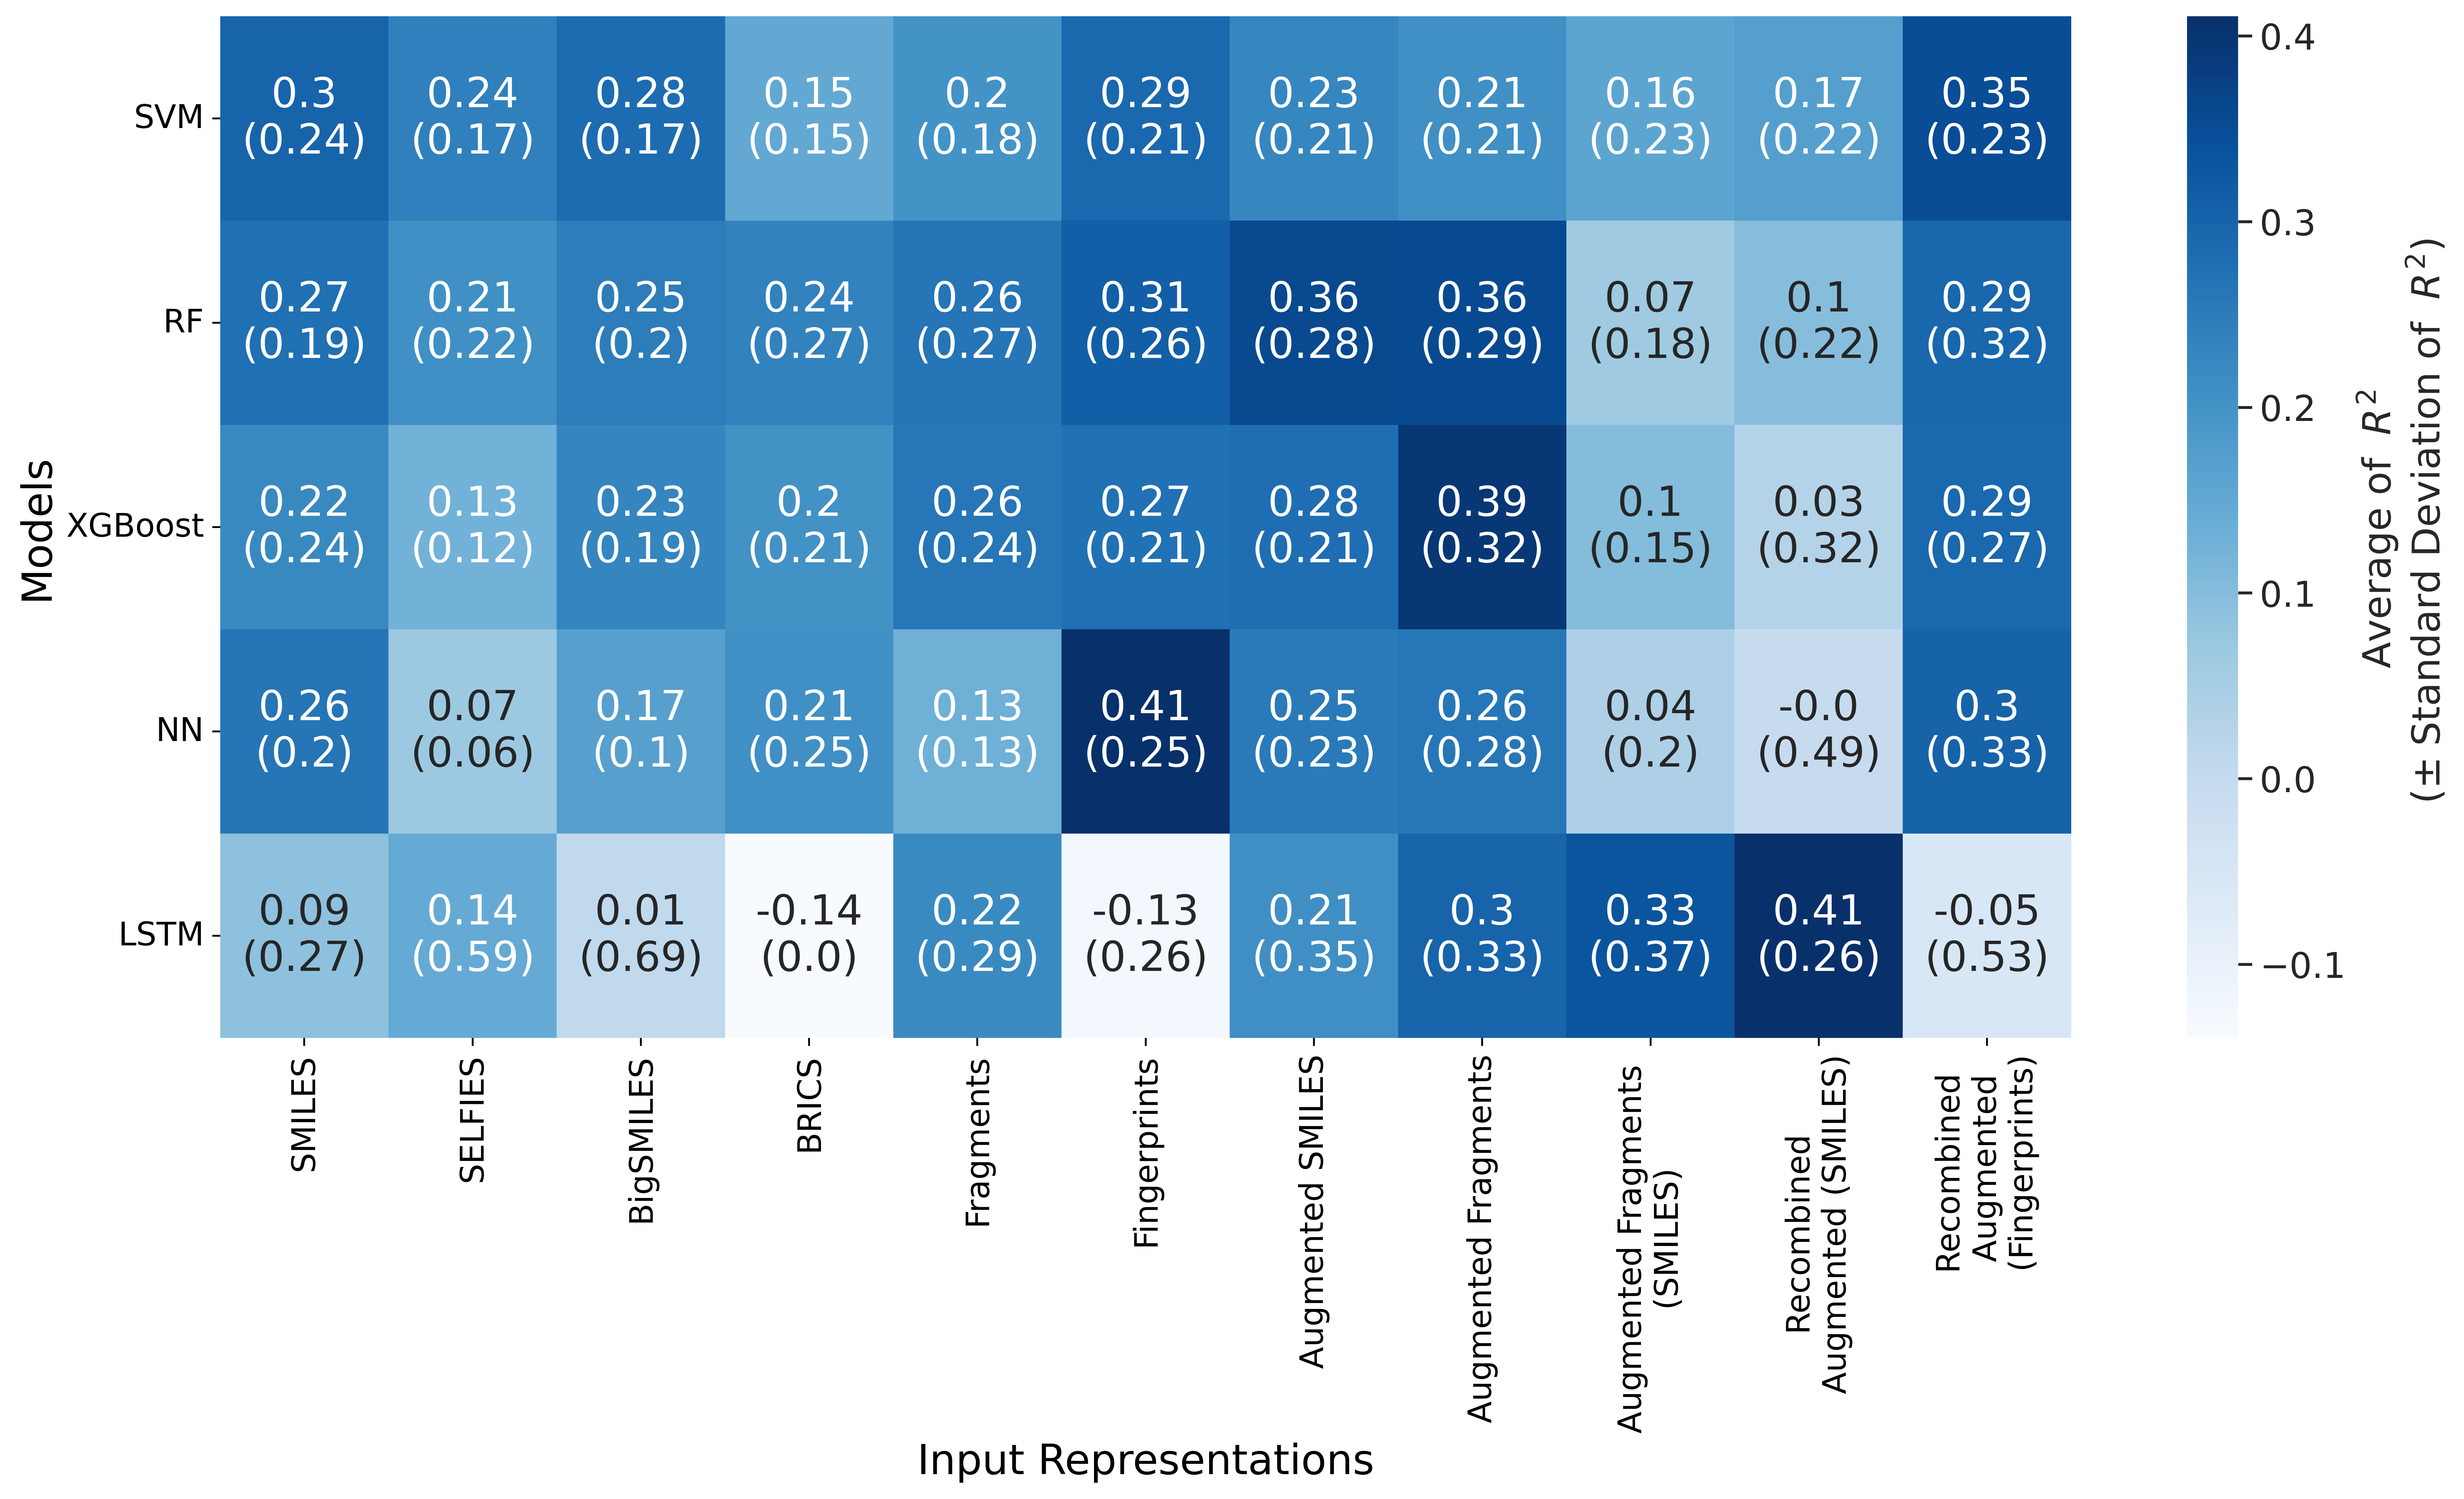 Models
SVM
0.3 0.24 0.28 0.15 0.2 0.29 0.23 0.21 0.16 0.17 0.35
(0.24) (0.17) (0.17) (0.15) (0.18) (0.21) (0.21) (0.21) (0.23) (0.22) (0.23)
RF
0.27 0.21 0.25 0.24 0.26 0.31 0.36 0.36 0.07 0.1 0.29
(0.19) (0.22) (0.2) (0.27) (0.27) (0.26) (0.28) (0.29) (0.18) (0.22) (0.32)
XGBoost
0.22 0.13 0.23 0.2 0.26 0.27 0.28 0.39 0.1 0.03 0.29
(0.24) (0.12) (0.19) (0.21) (0.24) (0.21) (0.21) (0.32) (0.15) (0.32) (0.27)
NN
0.26 0.07 0.17 0.21 0.13 0.41 0.25 0.26 0.04 -0.0 0.3
(0.2) (0.06) (0.1) (0.25) (0.13) (0.25) (0.23) (0.28) (0.2) (0.49) (0.33)
LSTM
0.09 0.14 0.01 -0.14 0.22 -0.13 0.21 0.3 0.33 0.41 -0.05
(0.27) (0.59) (0.69) (0.0) (0.29) (0.26) (0.35) (0.33) (0.37) (0.26) (0.53)
SMILES
SELFIES
BigSMILES
BRICS
Fragments
Fingerprints
Augmented SMILES
Augmented Fragments
Augmented Fragments
(SMILES)
Recombined
Augmented (SMILES)
Recombined
Augmented
(Fingerprints)
Input Representations
0.4
0.3
0.2
0.1
0.0
−0.1
Average of R²
(± Standard Deviation of R²)